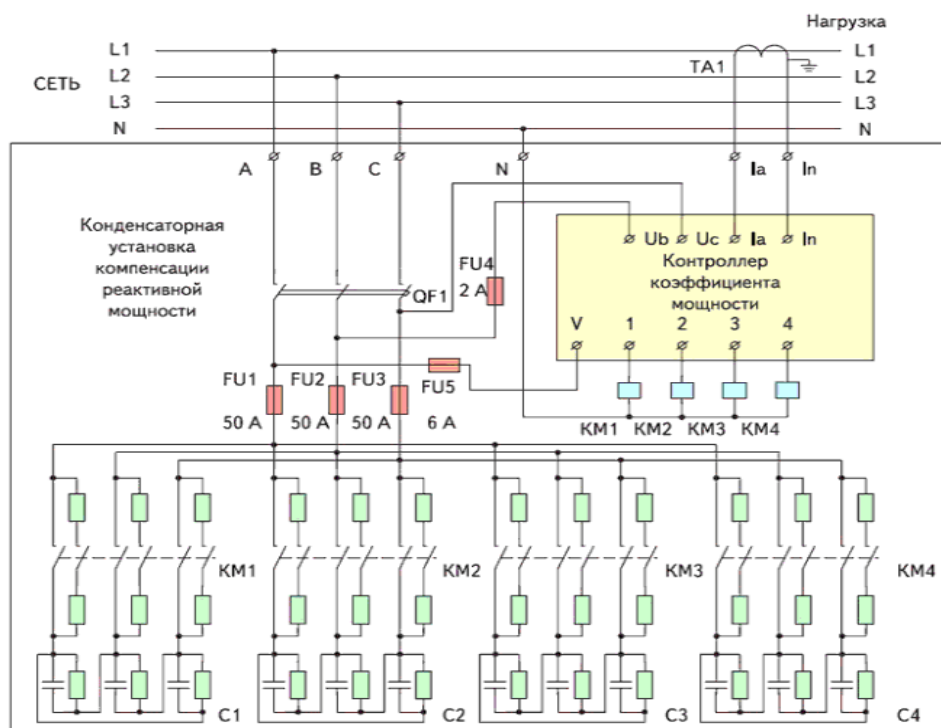 Нагрузка
L1
L1
TA1
L2
L2
СЕТЬ
L3
L3
N
N
A
B
C
N
Ia
In
Конденсаторная
установка
компенсации
реактивной
мощности
Ub
Uc
Ia
In
Контроллер
коэффициента
мощности
FU4
2 A
QF1
V
1
2
3
4
FU1
FU2
FU3
FU5
50 A
50 A
50 A
6 A
KM1
KM2
KM3
KM4
KM1
KM2
KM3
KM4
C1
C2
C3
C4